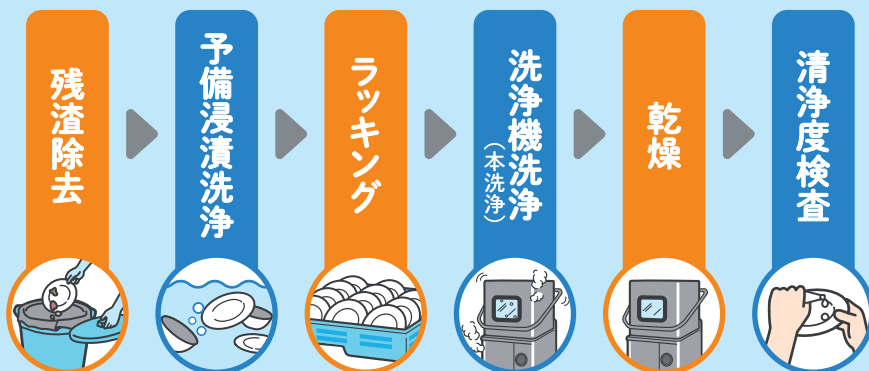 残渣除去
予備浸漬洗浄
ラッキング
洗浄機洗浄
（本洗浄）
乾燥
清浄度検査